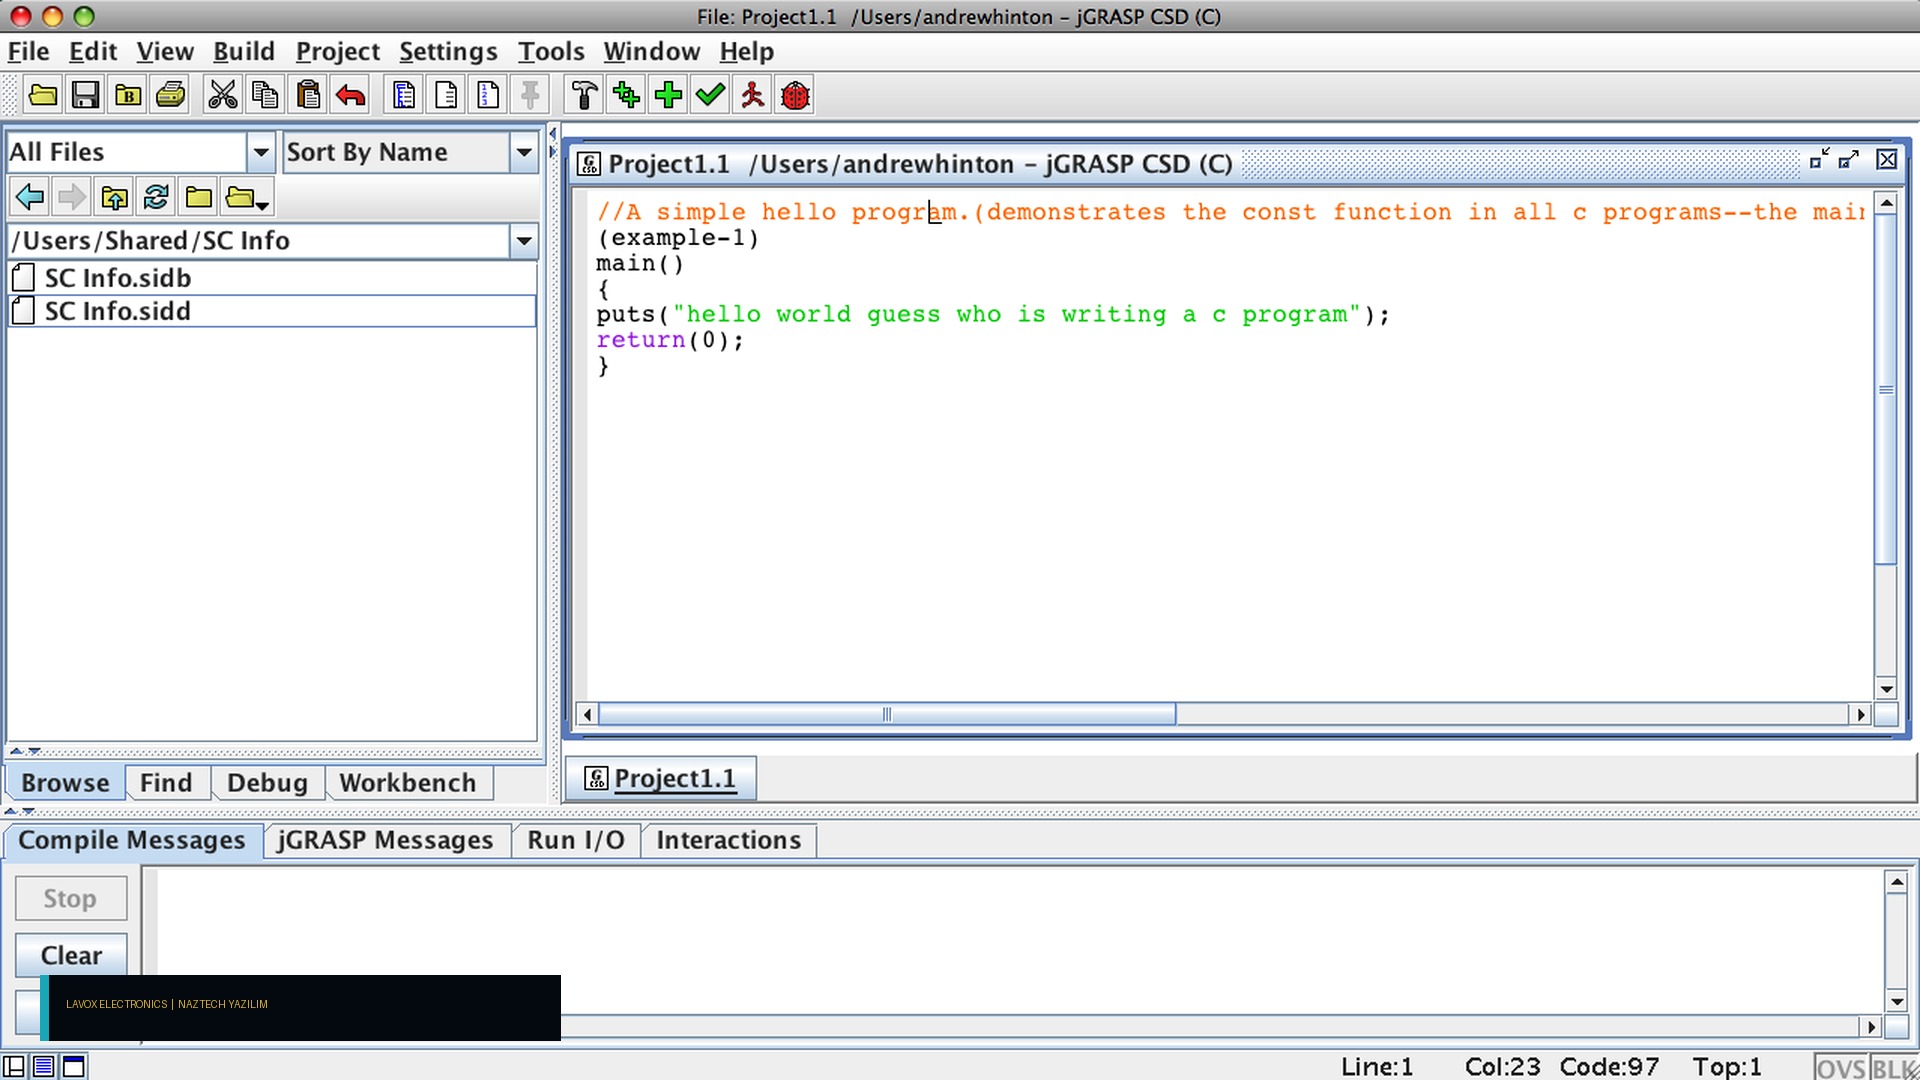 File: Project1.1 /Users/andrewhinton - jGRASP CSD (C)
File Edit View Build Project Settings Tools Window Help
All Files
Sort By Name
/Users/Shared/SC Info
SC Info.sidb
SC Info.sidd
Browse Find Debug Workbench
Project1.1 /Users/andrewhinton - jGRASP CSD (C)
//A simple hello program.(demonstrates the const function in all c programs--the main
(example-1)
main()
{
puts("hello world guess who is writing a c program");
return(0);
}
Project1.1
Compile Messages jGRASP Messages Run I/O Interactions
Stop
Clear
LAVOX ELECTRONICS | NAZTECH YAZILIM
Line:1 Col:23 Code:97 Top:1 OVS BLK